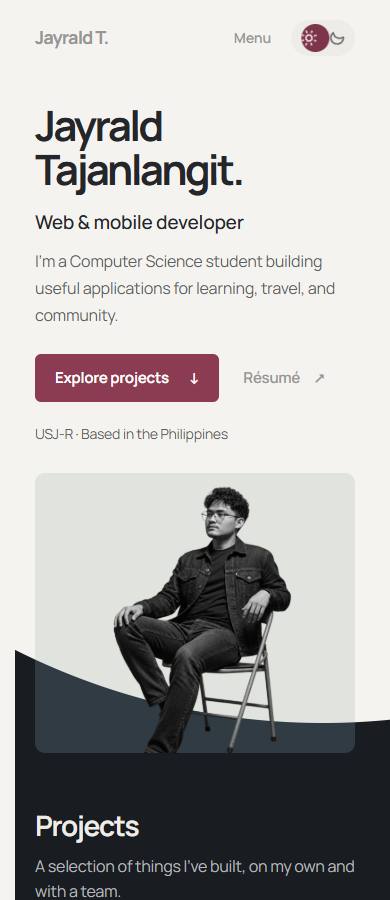 Jayrald T.
Menu
Jayrald
Tajanlangit.
Web & mobile developer
I'm a Computer Science student building
useful applications for learning, travel, and
community.
Explore projects ↓
Résumé ↗
USJ-R · Based in the Philippines
Projects
A selection of things I've built, on my own and
with a team.